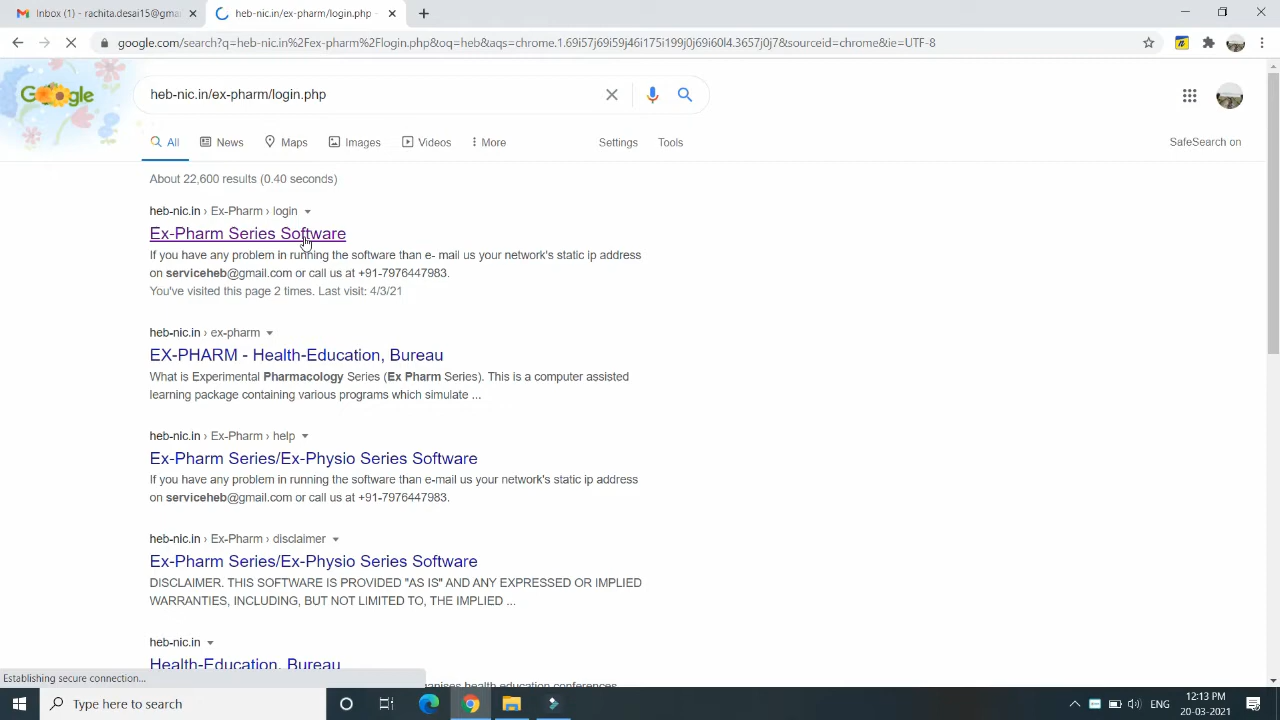 Inbox (1) - rachita.desai15@gmai
heb-nic.in/ex-pharm/login.php -
google.com/search?q=heb-nic.in%2Fex-pharm%2Flogin.php&oq=heb&aqs=chrome.1.69i57j69i59j46i175i199j0j69i60l4.3657j0j7&sourceid=chrome&ie=UTF-8
Google
heb-nic.in/ex-pharm/login.php
All
News
Maps
Images
Videos
More
Settings
Tools
SafeSearch on
About 22,600 results (0.40 seconds)
heb-nic.in › Ex-Pharm › login
Ex-Pharm Series Software
If you have any problem in running the software than e- mail us your network's static ip address
on serviceheb@gmail.com or call us at +91-7976447983.
You've visited this page 2 times. Last visit: 4/3/21
heb-nic.in › ex-pharm
EX-PHARM - Health-Education, Bureau
What is Experimental Pharmacology Series (Ex Pharm Series). This is a computer assisted
learning package containing various programs which simulate ...
heb-nic.in › Ex-Pharm › help
Ex-Pharm Series/Ex-Physio Series Software
If you have any problem in running the software than e-mail us your network's static ip address
on serviceheb@gmail.com or call us at +91-7976447983.
heb-nic.in › Ex-Pharm › disclaimer
Ex-Pharm Series/Ex-Physio Series Software
DISCLAIMER. THIS SOFTWARE IS PROVIDED "AS IS" AND ANY EXPRESSED OR IMPLIED
WARRANTIES, INCLUDING, BUT NOT LIMITED TO, THE IMPLIED ...
heb-nic.in
Health-Education, Bureau
organises health education conferences
Establishing secure connection...
Type here to search
ENG
12:13 PM
20-03-2021